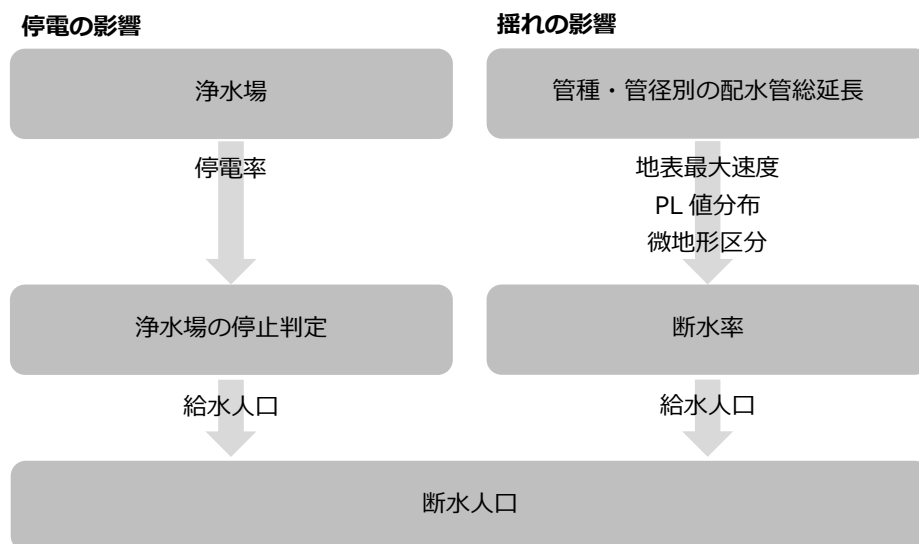 停電の影響
浄水場
停電率
浄水場の停止判定
給水人口
揺れの影響
管種・管径別の配水管総延長
地表最大速度
PL 値分布
微地形区分
断水率
給水人口
断水人口